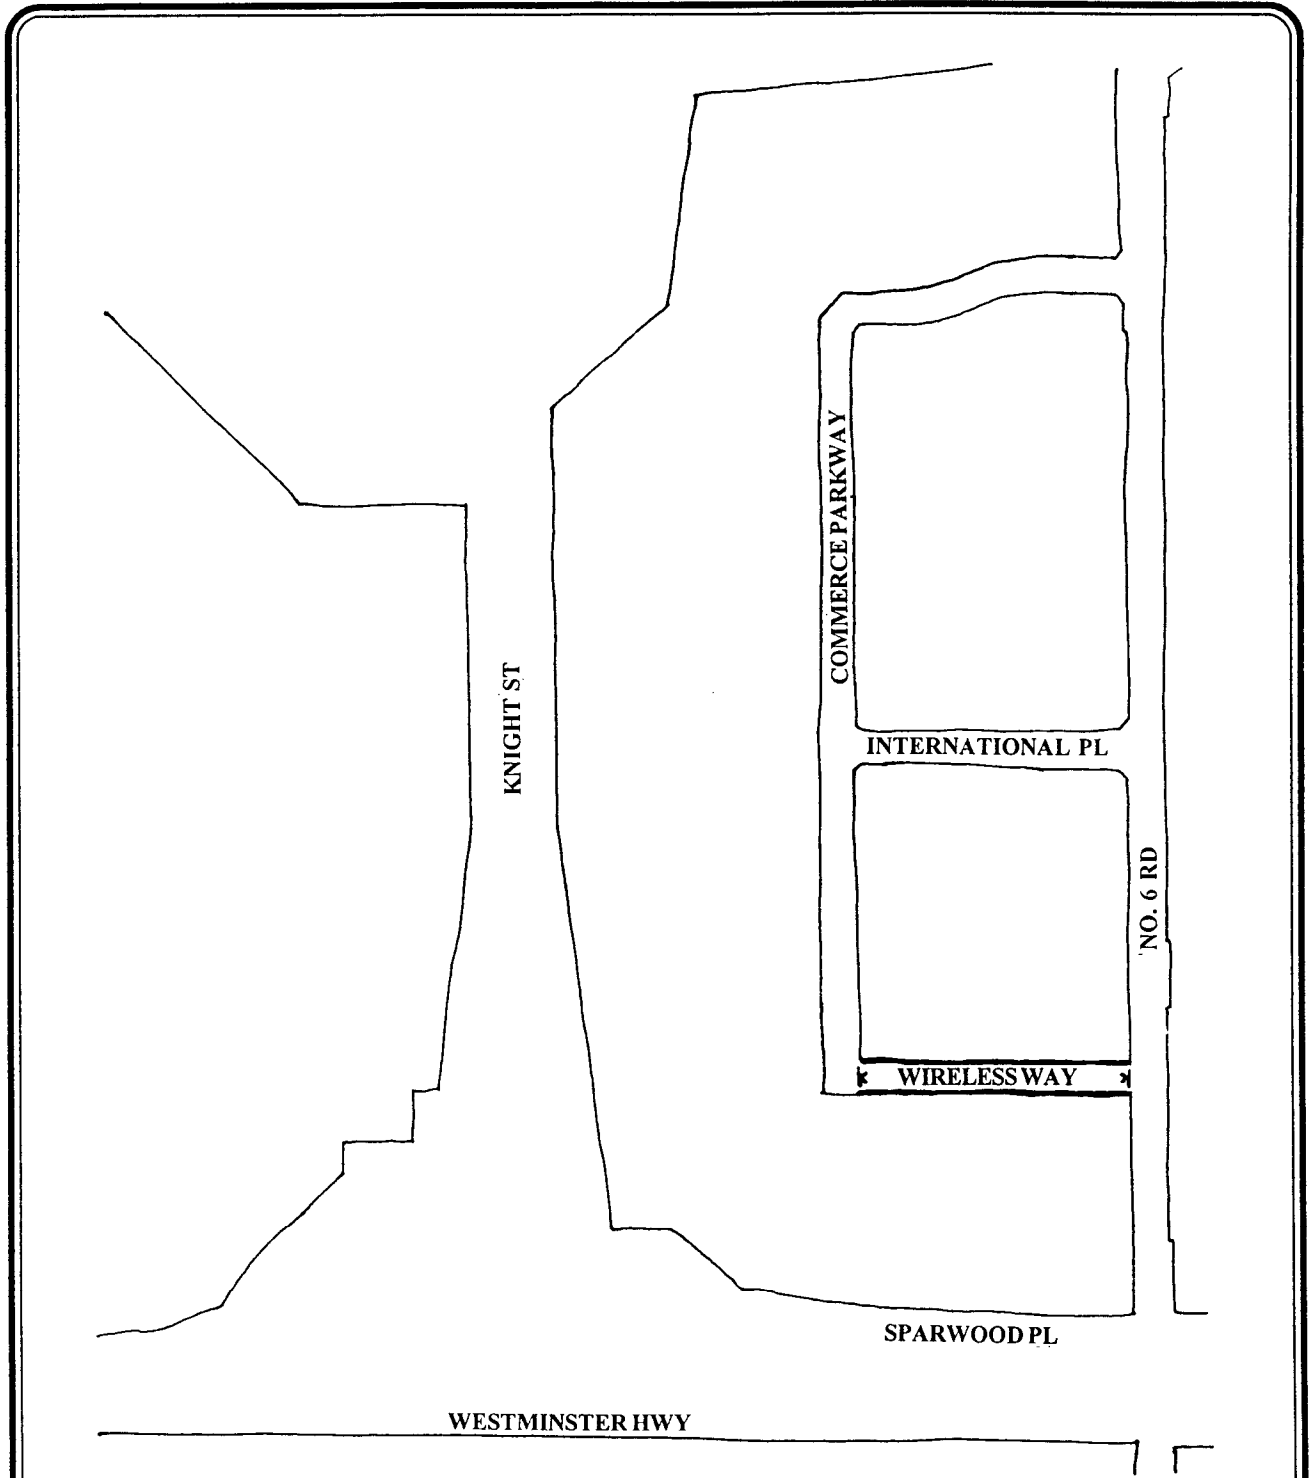 COMMERCE PARKWAY
KNIGHT ST
INTERNATIONAL PL
NO. 6 RD
WIRELESS WAY
SPARWOOD PL
WESTMINSTER HWY